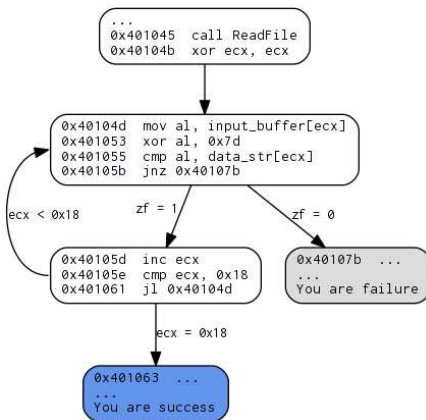 ...
0x401045 call ReadFile
0x40104b xor ecx, ecx
0x40104d mov al, input_buffer[ecx]
0x401053 xor al, 0x7d
0x401055 cmp al, data_str[ecx]
0x40105b jnz 0x40107b
ecx < 0x18
zf = 1
zf = 0
0x40105d inc ecx
0x40105e cmp ecx, 0x18
0x401061 jl 0x40104d
0x40107b ...
...
You are failure
ecx = 0x18
0x401063 ...
...
You are success